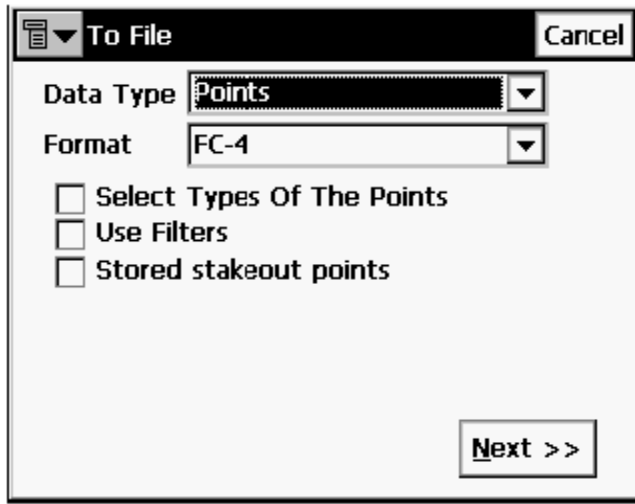 To File Cancel
Data Type Points
Format FC-4
Select Types Of The Points
Use Filters
Stored stakeout points
Next >>